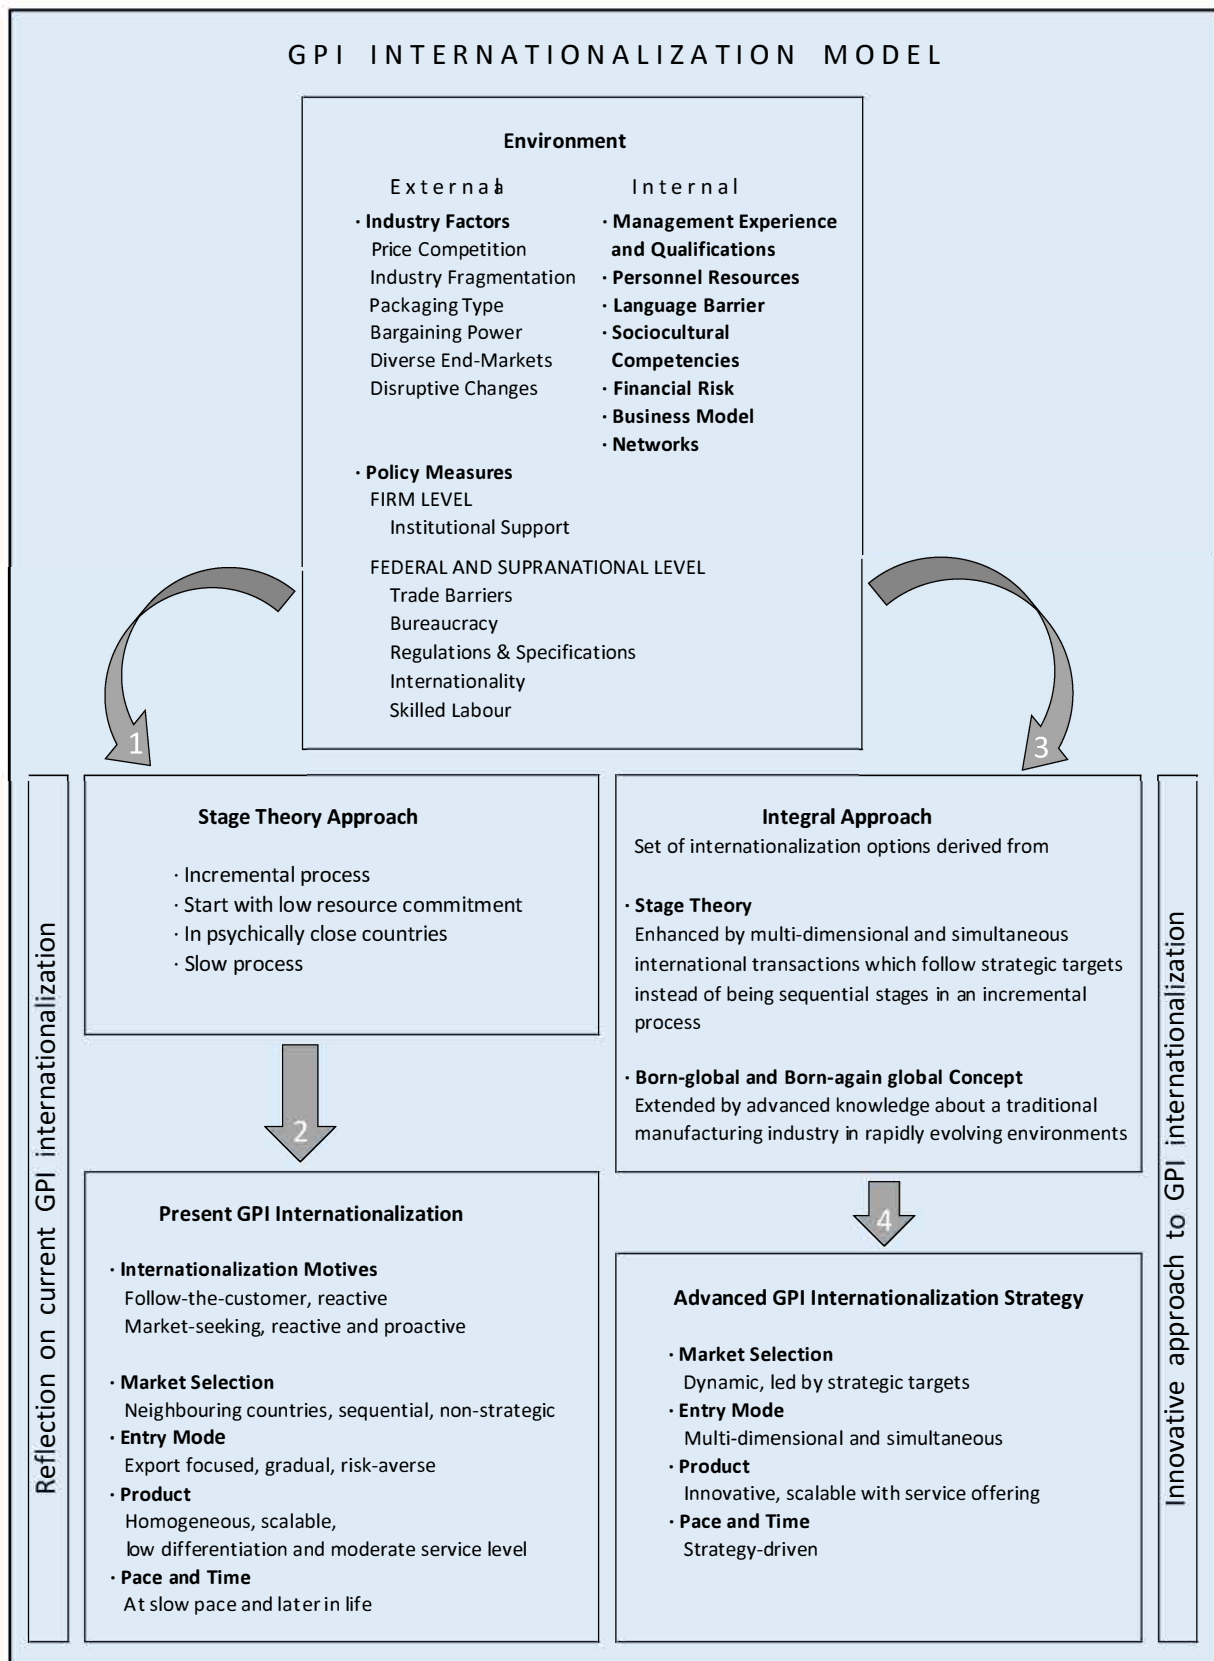 GPI INTERNATIONALIZATION MODEL
Environment
External
· Industry Factors
Price Competition
Industry Fragmentation
Packaging Type
Bargaining Power
Diverse End-Markets
Disruptive Changes
· Policy Measures
FIRM LEVEL
Institutional Support
FEDERAL AND SUPRANATIONAL LEVEL
Trade Barriers
Bureaucracy
Regulations & Specifications
Internationality
Skilled Labour
Internal
· Management Experience
and Qualifications
· Personnel Resources
· Language Barrier
· Sociocultural
Competencies
· Financial Risk
· Business Model
· Networks
1
3
Reflection on current GPI internationalization
Stage Theory Approach
· Incremental process
· Start with low resource commitment
· In psychically close countries
· Slow process
2
Present GPI Internationalization
· Internationalization Motives
Follow-the-customer, reactive
Market-seeking, reactive and proactive
· Market Selection
Neighbouring countries, sequential, non-strategic
· Entry Mode
Export focused, gradual, risk-averse
· Product
Homogeneous, scalable,
low differentiation and moderate service level
· Pace and Time
At slow pace and later in life
Integral Approach
Set of internationalization options derived from
· Stage Theory
Enhanced by multi-dimensional and simultaneous
international transactions which follow strategic targets
instead of being sequential stages in an incremental
process
· Born-global and Born-again global Concept
Extended by advanced knowledge about a traditional
manufacturing industry in rapidly evolving environments
4
Advanced GPI Internationalization Strategy
· Market Selection
Dynamic, led by strategic targets
· Entry Mode
Multi-dimensional and simultaneous
· Product
Innovative, scalable with service offering
· Pace and Time
Strategy-driven
Innovative approach to GPI internationalization